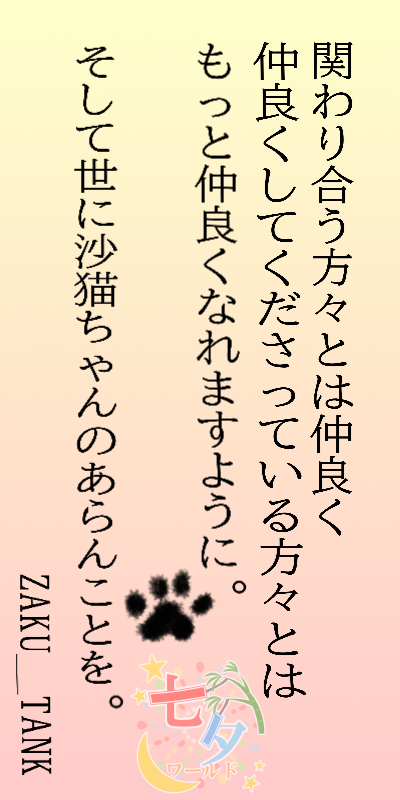 関わり合う方々とは仲良く
仲良くしてくださっている方々とは
もっと仲良くなれますように。
そして世に沙猫ちゃんのあらんことを。
ZAKU_TANK
七夕
ワールド